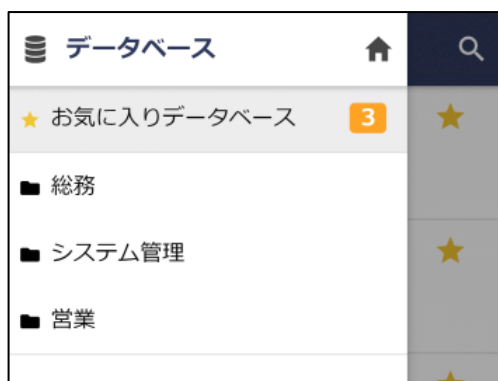 データベース
お気に入りデータベース 3
総務
システム管理
営業